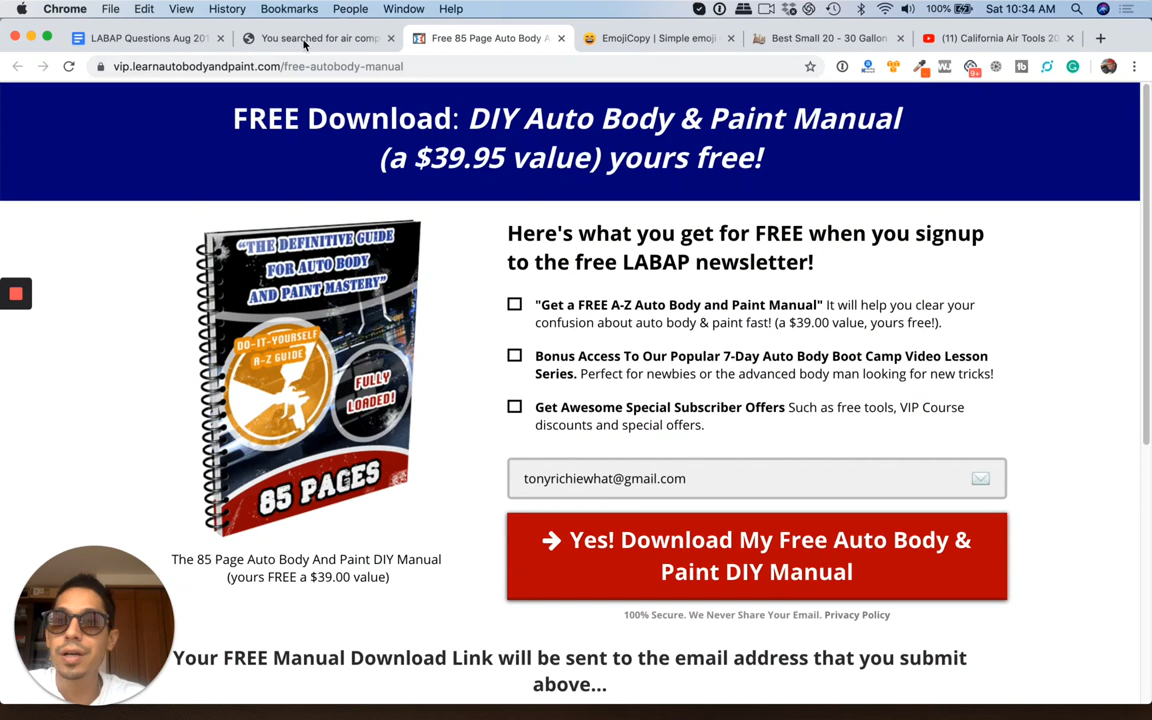 Chrome File Edit View History Bookmarks People Window Help 100% Sat 10:34 AM
LABAP Questions Aug 201 You searched for air comp Free 85 Page Auto Body A EmojiCopy | Simple emoji Best Small 20 - 30 Gallon (11) California Air Tools 20
vip.learnautobodyandpaint.com/free-autobody-manual 9+
FREE Download: DIY Auto Body & Paint Manual
(a $39.95 value) yours free!
"THE DEFINITIVE GUIDE
FOR AUTO BODY
AND PAINT MASTERY"
DO-IT-YOURSELF
A-Z GUIDE
FULLY
LOADED!
85 PAGES
The 85 Page Auto Body And Paint DIY Manual
(yours FREE a $39.00 value)
Here's what you get for FREE when you signup
to the free LABAP newsletter!
"Get a FREE A-Z Auto Body and Paint Manual" It will help you clear your
confusion about auto body & paint fast! (a $39.00 value, yours free!).
Bonus Access To Our Popular 7-Day Auto Body Boot Camp Video Lesson
Series. Perfect for newbies or the advanced body man looking for new tricks!
Get Awesome Special Subscriber Offers Such as free tools, VIP Course
discounts and special offers.
tonyrichiewhat@gmail.com
Yes! Download My Free Auto Body &
Paint DIY Manual
100% Secure. We Never Share Your Email. Privacy Policy
Your FREE Manual Download Link will be sent to the email address that you submit
above...